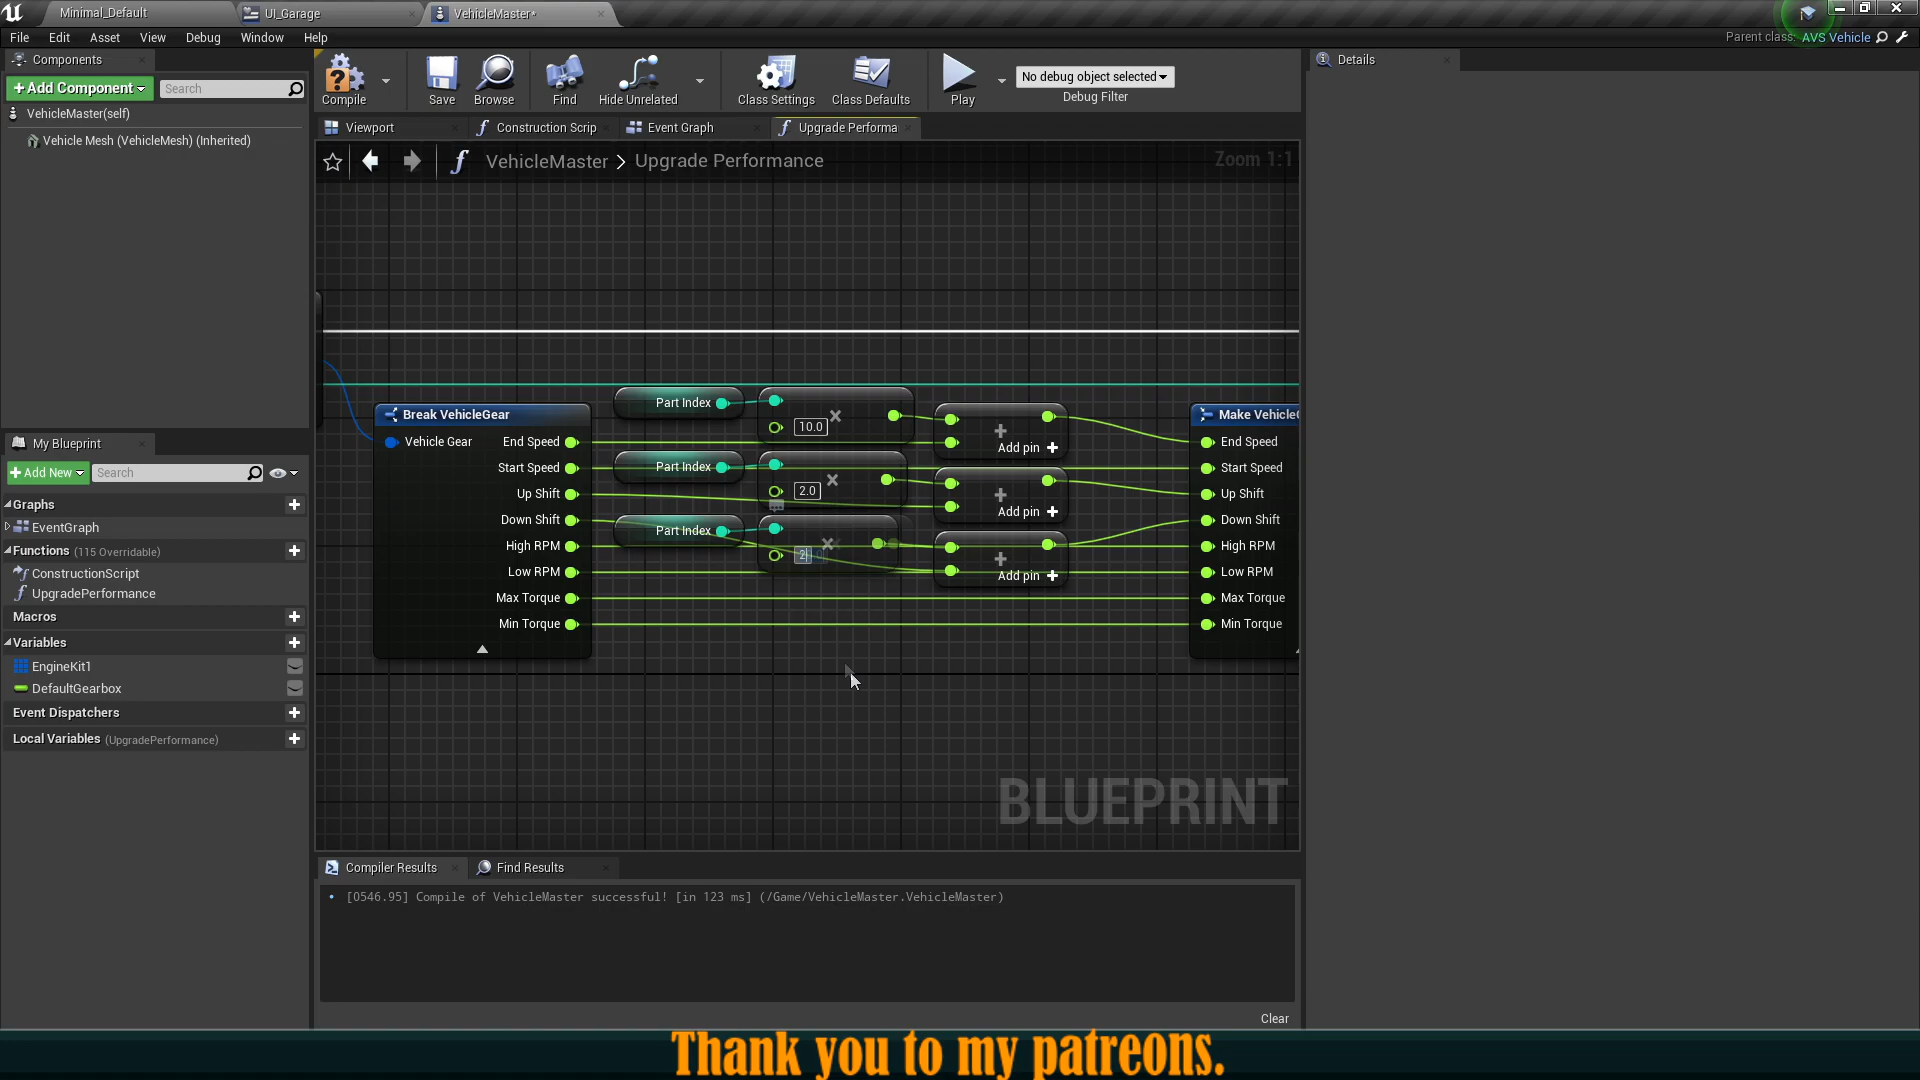 Minimal_Default
UI_Garage
VehicleMaster*
File Edit Asset View Debug Window Help
Parent class: AVS Vehicle
Components
+ Add Component
Search
VehicleMaster(self)
Vehicle Mesh (VehicleMesh) (Inherited)
Compile
Save
Browse
Find
Hide Unrelated
Class Settings
Class Defaults
Play
No debug object selected
Debug Filter
Details
Viewport
Construction Scrip
Event Graph
Upgrade Performa
VehicleMaster > Upgrade Performance
Zoom 1:1
Break VehicleGear
Vehicle Gear
End Speed
Start Speed
Up Shift
Down Shift
High RPM
Low RPM
Max Torque
Min Torque
Part Index
10.0
Add pin +
Part Index
2.0
Add pin +
Part Index
2
Add pin +
Make VehicleG
End Speed
Start Speed
Up Shift
Down Shift
High RPM
Low RPM
Max Torque
Min Torque
BLUEPRINT
My Blueprint
+ Add New
Search
Graphs
EventGraph
Functions (115 Overridable)
ConstructionScript
UpgradePerformance
Macros
Variables
EngineKit1
DefaultGearbox
Event Dispatchers
Local Variables (UpgradePerformance)
Compiler Results
Find Results
[0546.95] Compile of VehicleMaster successful! [in 123 ms] (/Game/VehicleMaster.VehicleMaster)
Clear
Thank you to my patreons.